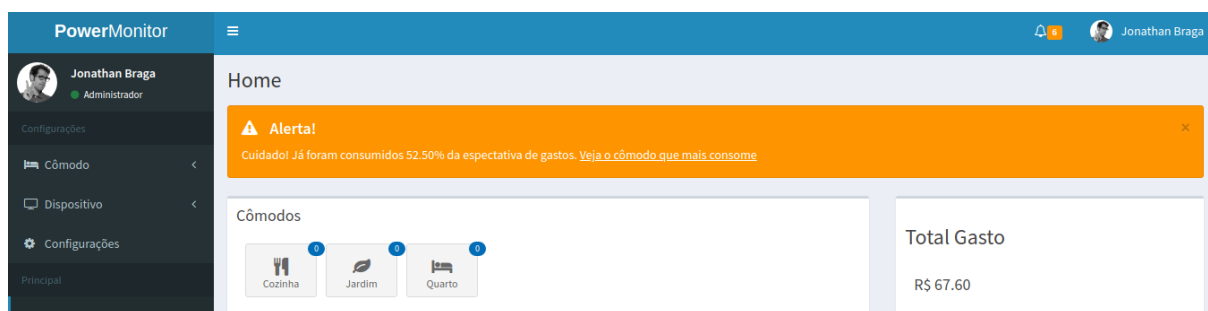 PowerMonitor
6
Jonathan Braga
Jonathan Braga
Administrador
Configurações
Cômodo
Dispositivo
Configurações
Principal
Home
Alerta!
×
Cuidado! Já foram consumidos 52.50% da espectativa de gastos. Veja o cômodo que mais consome
Cômodos
0
Cozinha
0
Jardim
0
Quarto
Total Gasto
R$ 67.60